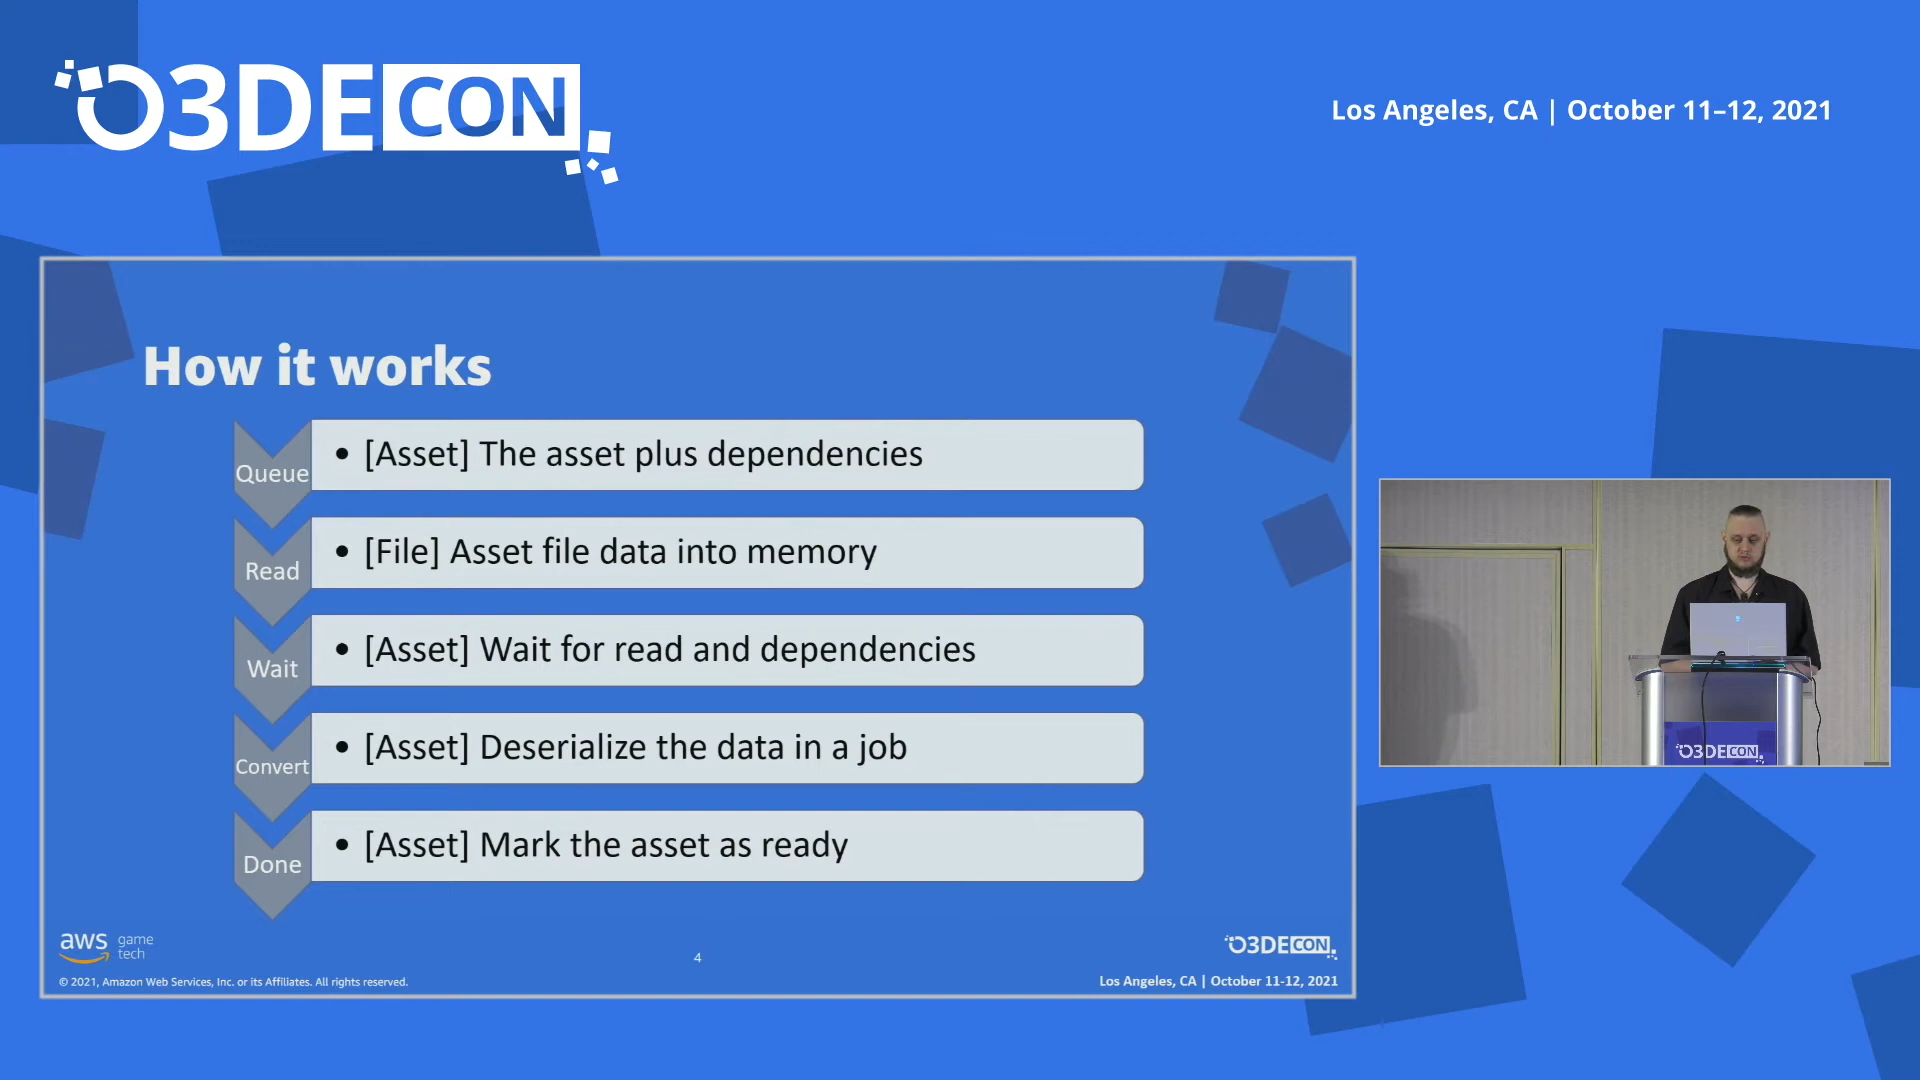 O3DECON
Los Angeles, CA | October 11–12, 2021
How it works
Queue
• [Asset] The asset plus dependencies
Read
• [File] Asset file data into memory
Wait
• [Asset] Wait for read and dependencies
Convert
• [Asset] Deserialize the data in a job
Done
• [Asset] Mark the asset as ready
aws game tech
4
O3DECON
© 2021, Amazon Web Services, Inc. or its Affiliates. All rights reserved.
Los Angeles, CA | October 11-12, 2021
O3DECON